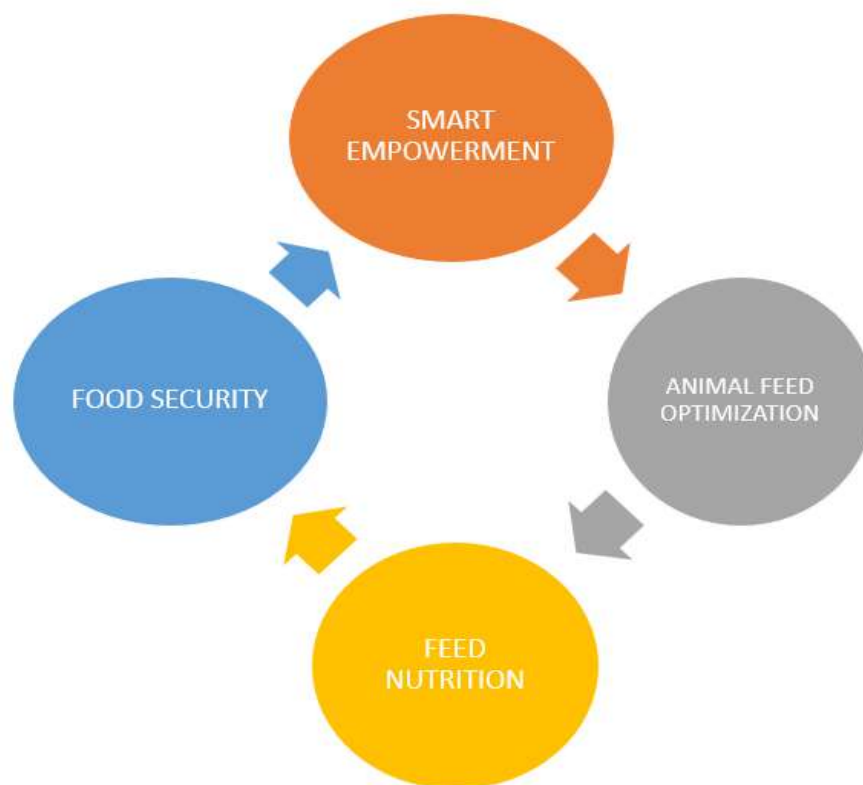 SMART
EMPOWERMENT
FOOD SECURITY
ANIMAL FEED
OPTIMIZATION
FEED
NUTRITION